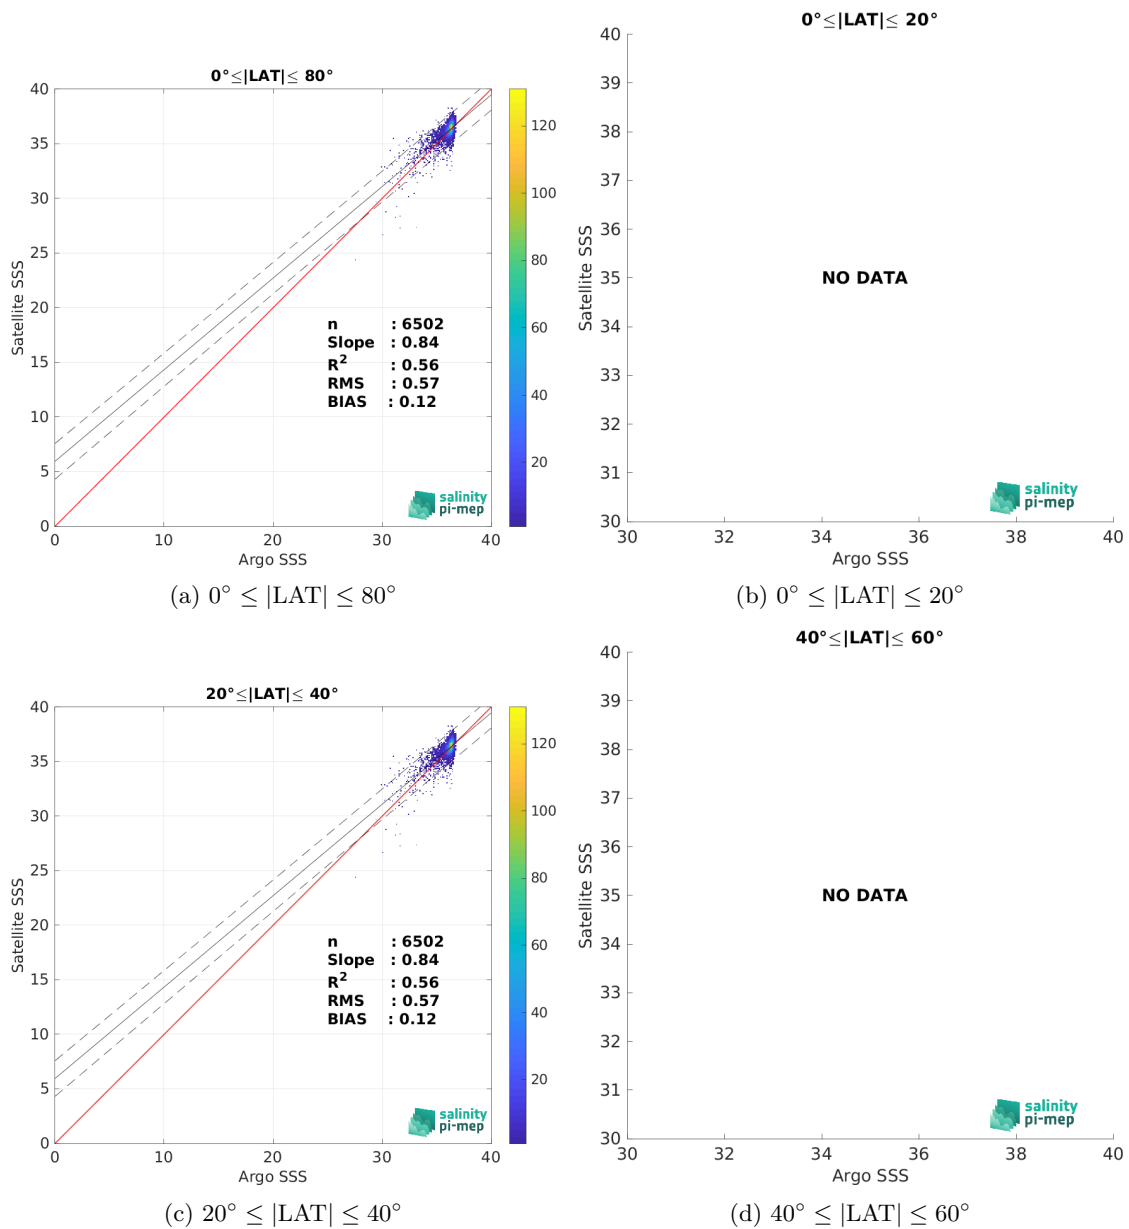 0°≤|LAT|≤ 80°
40
35
30
25
20
15
10
5
0
0
10
20
30
40
Satellite SSS
Argo SSS
n : 6502
Slope : 0.84
R² : 0.56
RMS : 0.57
BIAS : 0.12
salinity
pi-mep
120
100
80
60
40
20
(a) 0° ≤ |LAT| ≤ 80°
0°≤|LAT|≤ 20°
40
39
38
37
36
35
34
33
32
31
30
30
32
34
36
38
40
Satellite SSS
Argo SSS
NO DATA
salinity
pi-mep
(b) 0° ≤ |LAT| ≤ 20°
20°≤|LAT|≤ 40°
40
35
30
25
20
15
10
5
0
0
10
20
30
40
Satellite SSS
Argo SSS
n : 6502
Slope : 0.84
R² : 0.56
RMS : 0.57
BIAS : 0.12
salinity
pi-mep
120
100
80
60
40
20
(c) 20° ≤ |LAT| ≤ 40°
40°≤|LAT|≤ 60°
40
39
38
37
36
35
34
33
32
31
30
30
32
34
36
38
40
Satellite SSS
Argo SSS
NO DATA
salinity
pi-mep
(d) 40° ≤ |LAT| ≤ 60°